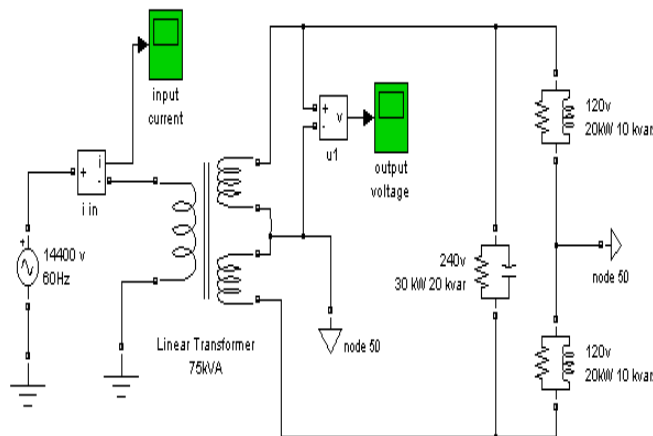 input
current
i
+
-
i in
+
14400 v
60Hz
Linear Transformer
75kVA
+
-
v
u1
output
voltage
node 50
240v
30 kW 20 kvar
120v
20kW 10 kvar
node 50
120v
20kW 10 kvar